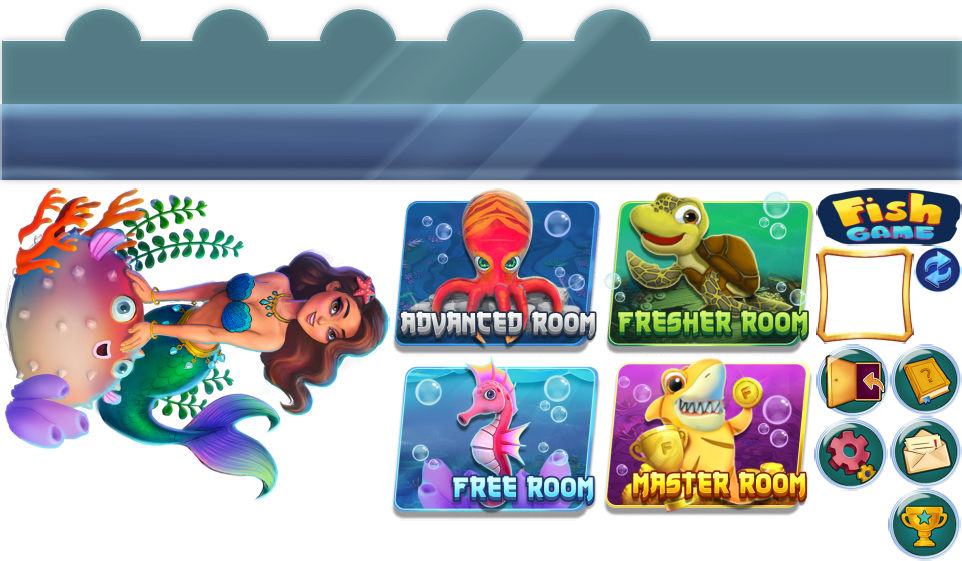 Fish
GAME
ADVANCED ROOM
FRESHER ROOM
FREE ROOM
MASTER ROOM
F
F
?
!